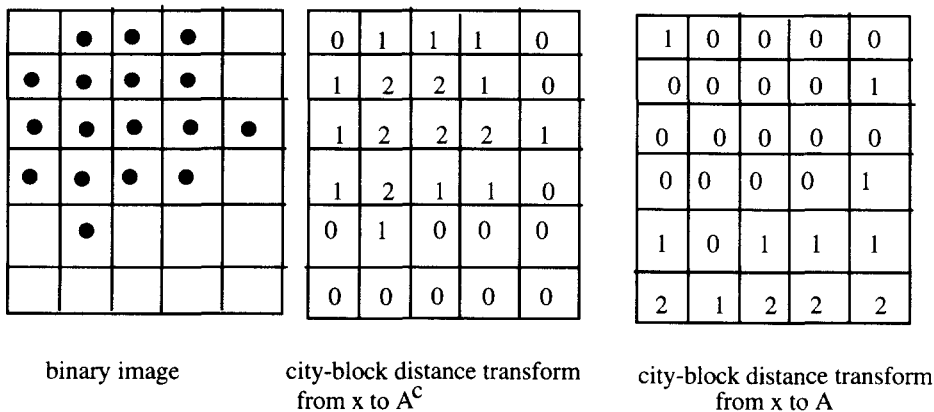 0 1 1 1 0
1 2 2 1 0
1 2 2 2 1
1 2 1 1 0
0 1 0 0 0
0 0 0 0 0
1 0 0 0 0
0 0 0 0 1
0 0 0 0 0
0 0 0 0 1
1 0 1 1 1
2 1 2 2 2
binary image
city-block distance transform
from x to A^c
city-block distance transform
from x to A